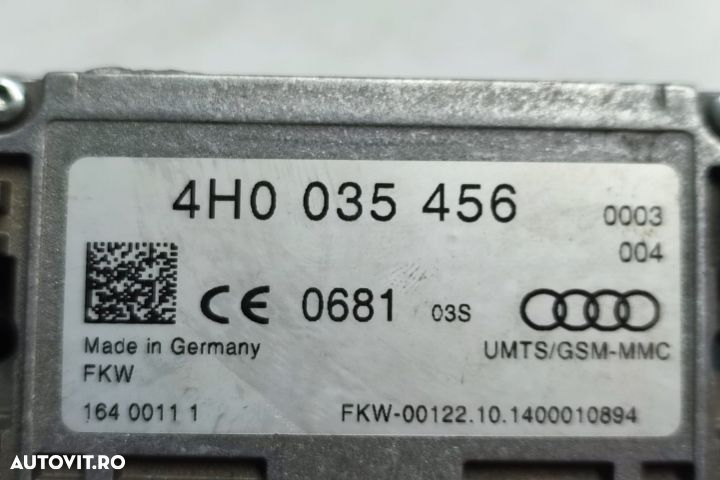 4H0 035 456
0003
004
CE 0681 03S
Made in Germany
UMTS/GSM-MMC
FKW
164 0011 1
FKW-00122.10.1400010894
AUTOVIT.RO